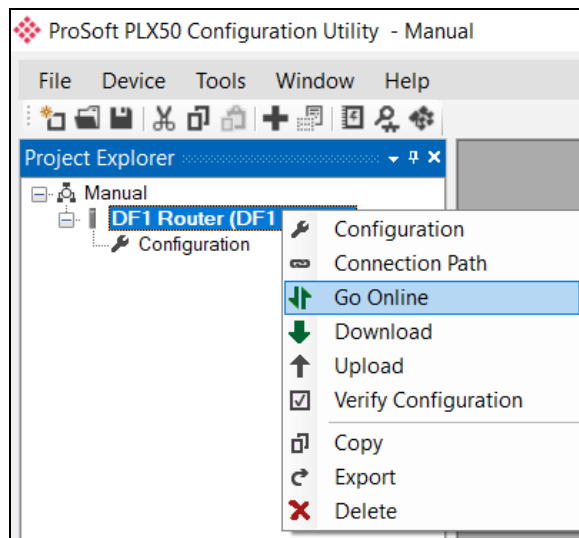 ProSoft PLX50 Configuration Utility - Manual
File Device Tools Window Help
Project Explorer
Manual
DF1 Router (DF1
Configuration
Configuration
Connection Path
Go Online
Download
Upload
Verify Configuration
Copy
Export
Delete